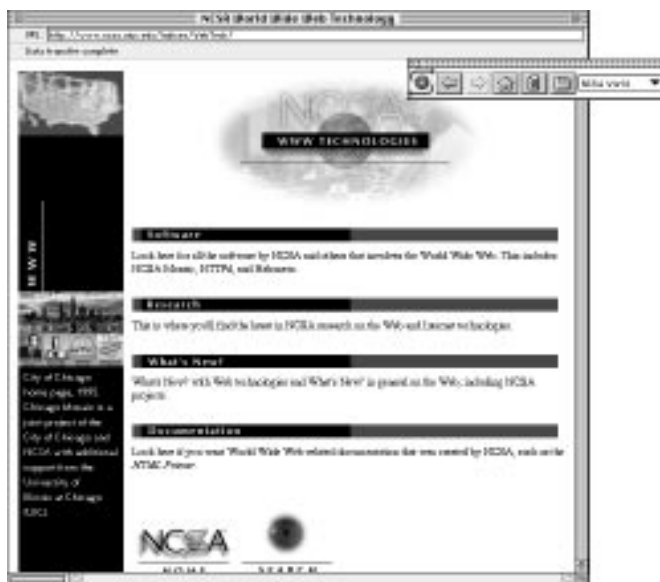 NCSA World Wide Web Technology
URL:
Data transfer complete
NCSA
WWW TECHNOLOGIES
WWW
Software
Look here for all the software by NCSA and others that involves the World Wide Web. This includes
NCSA Mosaic, HTTPd, and
Research
This is where you'll find the latest in NCSA research on the Web and Internet technologies.
What's New?
What's New? with Web technologies and What's New? in general on the Web, including NCSA
projects.
Documentation
Look here if you want World Wide Web-related documentation that was created by NCSA, such as the
HTML Primer.
City of Chicago
home page, 1995.
Chicago Mosaic is a
joint project of the
City of Chicago and
NCSA with additional
support from the
University of
Illinois at Chicago
(UIC).
NCSA
HOME
SEARCH